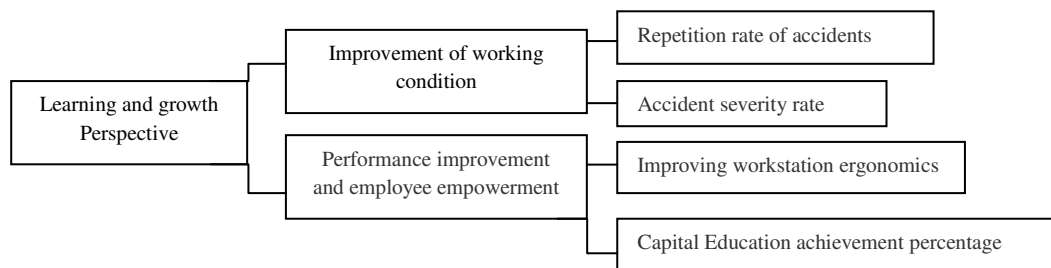 Learning and growth
Perspective
Improvement of working
condition
Repetition rate of accidents
Accident severity rate
Performance improvement
and employee empowerment
Improving workstation ergonomics
Capital Education achievement percentage